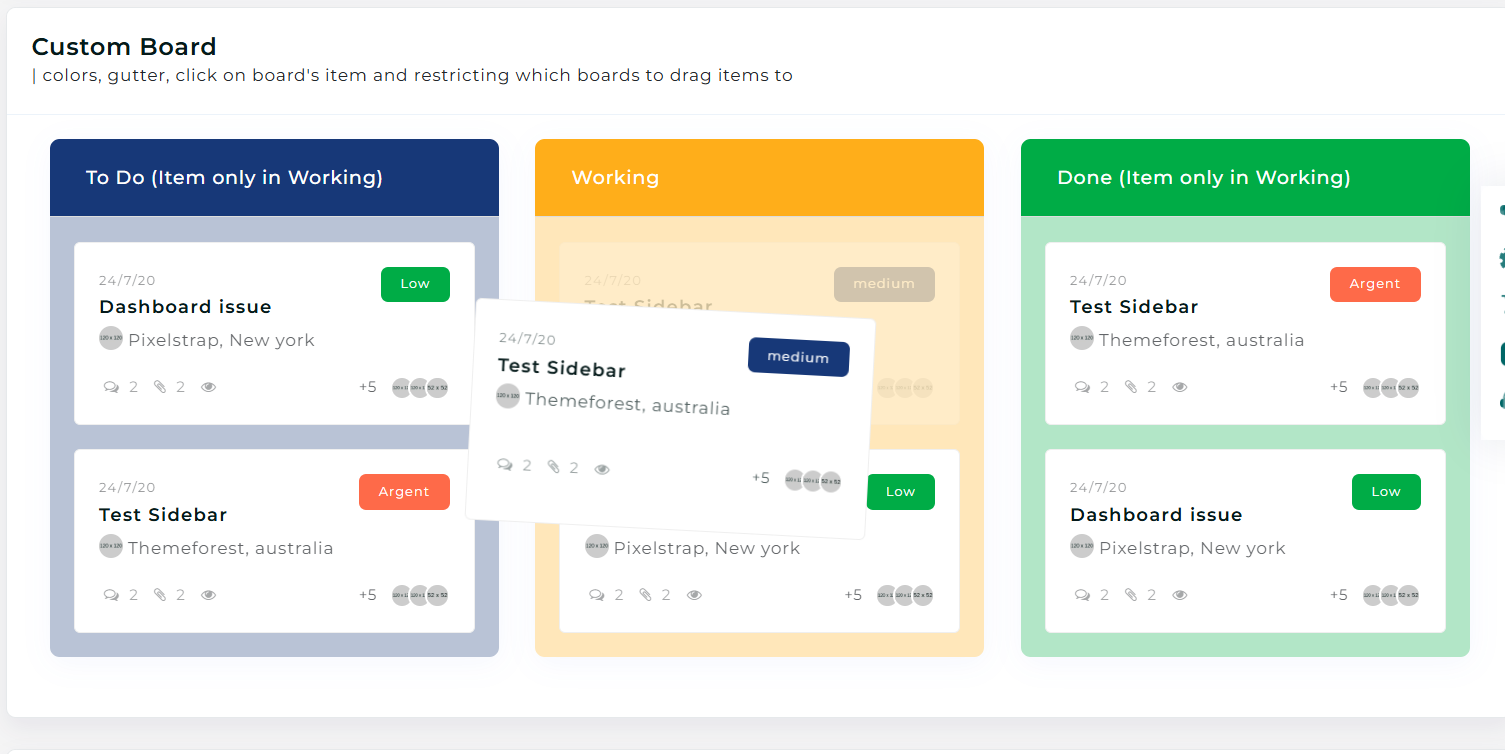 Custom Board
| colors, gutter, click on board's item and restricting which boards to drag items to
To Do (Item only in Working)
24/7/20
Low
Dashboard issue
Pixelstrap, New york
2 2
+5
24/7/20
Argent
Test Sidebar
Themeforest, australia
2 2
+5
Working
24/7/20
medium
Test Sidebar
24/7/20
medium
Test Sidebar
Themeforest, australia
2 2
+5
Low
Pixelstrap, New york
2 2
+5
Done (Item only in Working)
24/7/20
Argent
Test Sidebar
Themeforest, australia
2 2
+5
24/7/20
Low
Dashboard issue
Pixelstrap, New york
2 2
+5